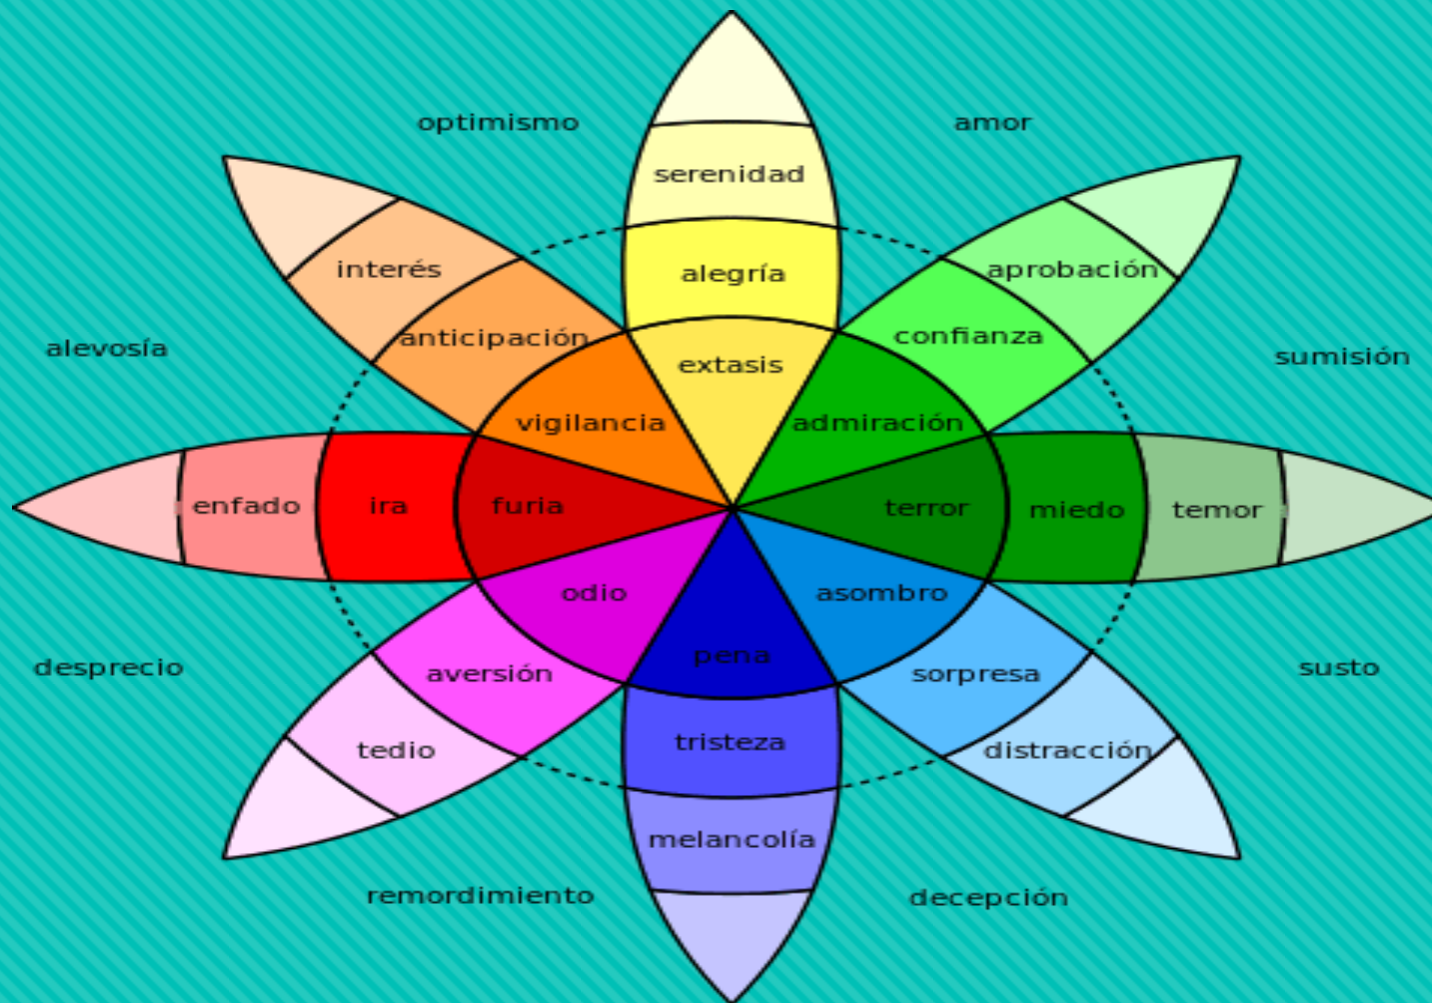 optimismo
amor
serenidad
interés
aprobación
alegría
anticipación
confianza
alevosía
sumisión
extasis
vigilancia
admiración
enfado
ira
furia
terror
miedo
temor
odio
asombro
pena
desprecio
susto
aversión
sorpresa
tristeza
tedio
distracción
melancolía
remordimiento
decepción